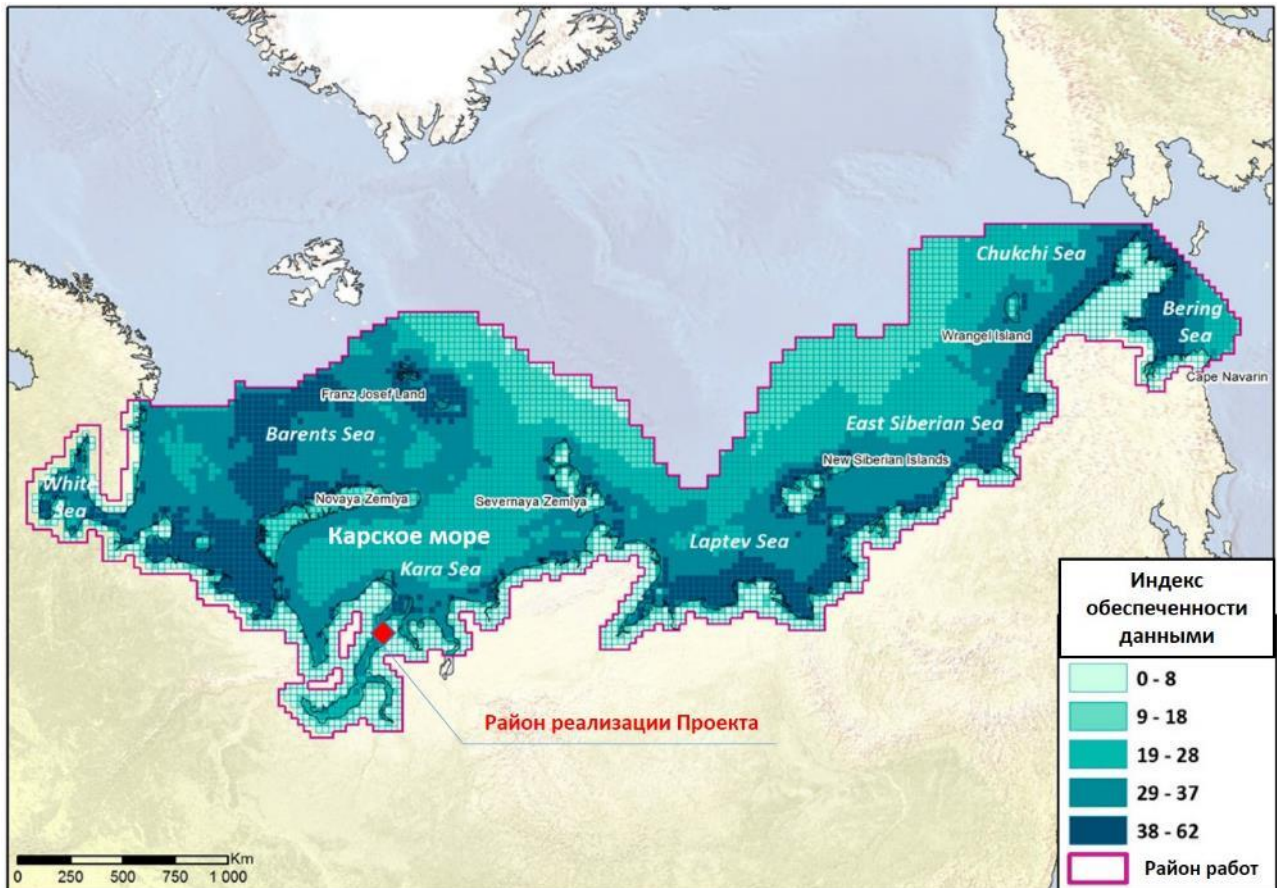 Chukchi Sea
Bering
Sea
Wrangel Island
Cape Navarin
Franz Josef Land
Barents Sea
East Siberian Sea
New Siberian Islands
White
Sea
Novaya Zemlya
Severnaya Zemlya
Карское море
Laptev Sea
Kara Sea
Район реализации Проекта
Индекс
обеспеченности
данными
0 - 8
9 - 18
19 - 28
29 - 37
38 - 62
Район работ
Km
0 250 500 750 1 000